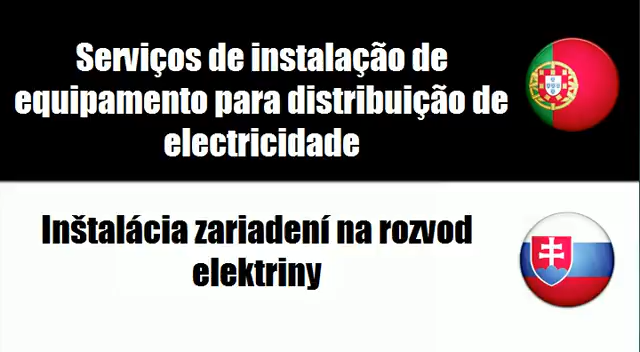 Serviços de instalação de
equipamento para distribuição de
electricidade
Inštalácia zariadení na rozvod
elektriny